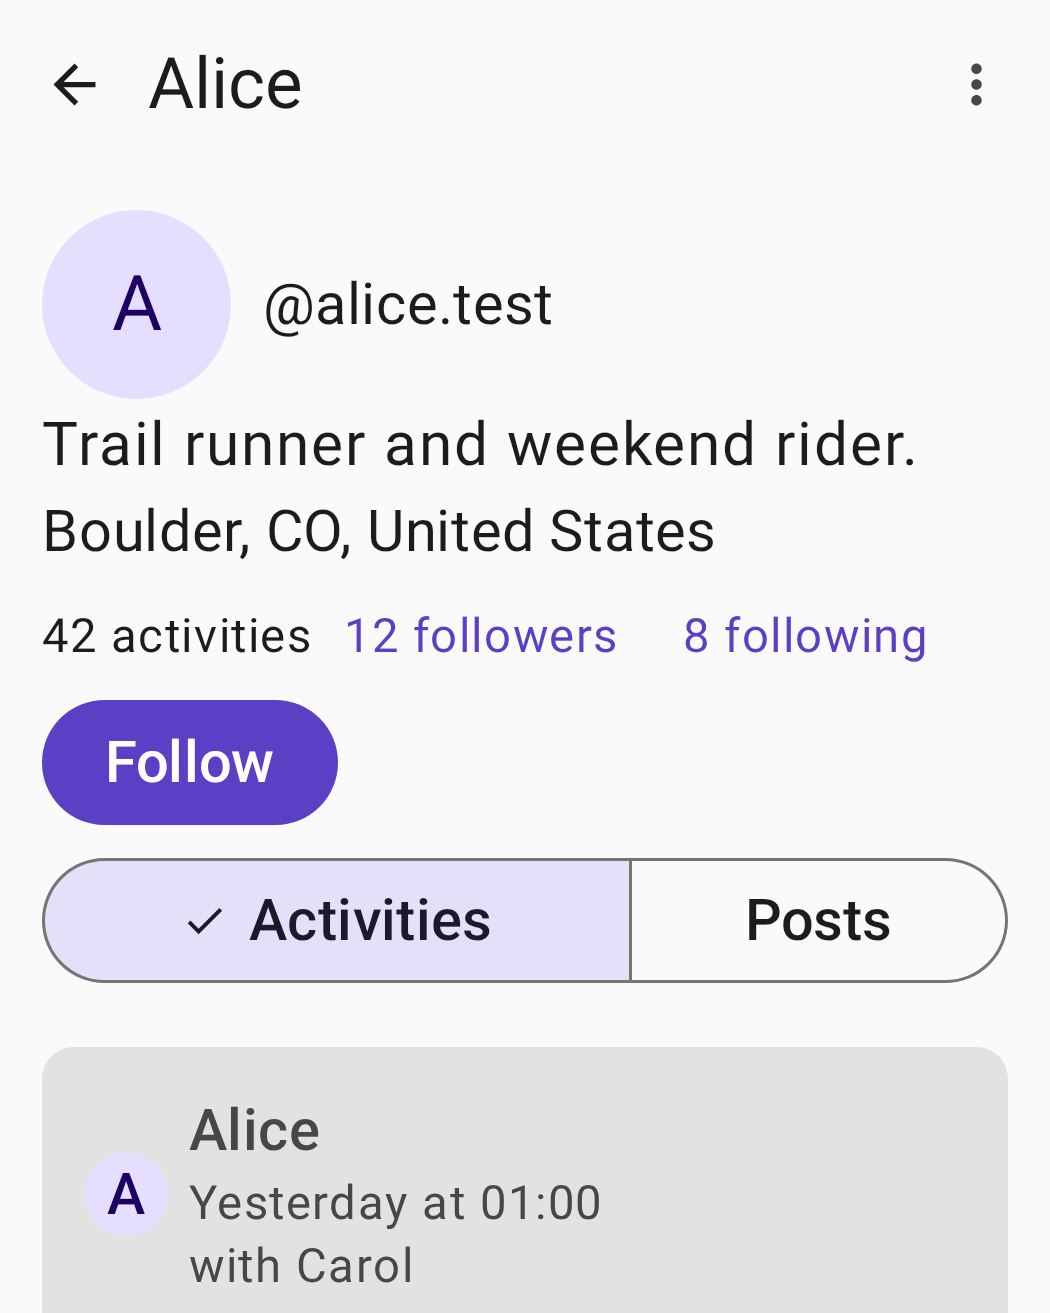 Alice
A
@alice.test
Trail runner and weekend rider.
Boulder, CO, United States
42 activities 12 followers 8 following
Follow
Activities Posts
Alice
A
Yesterday at 01:00
with Carol